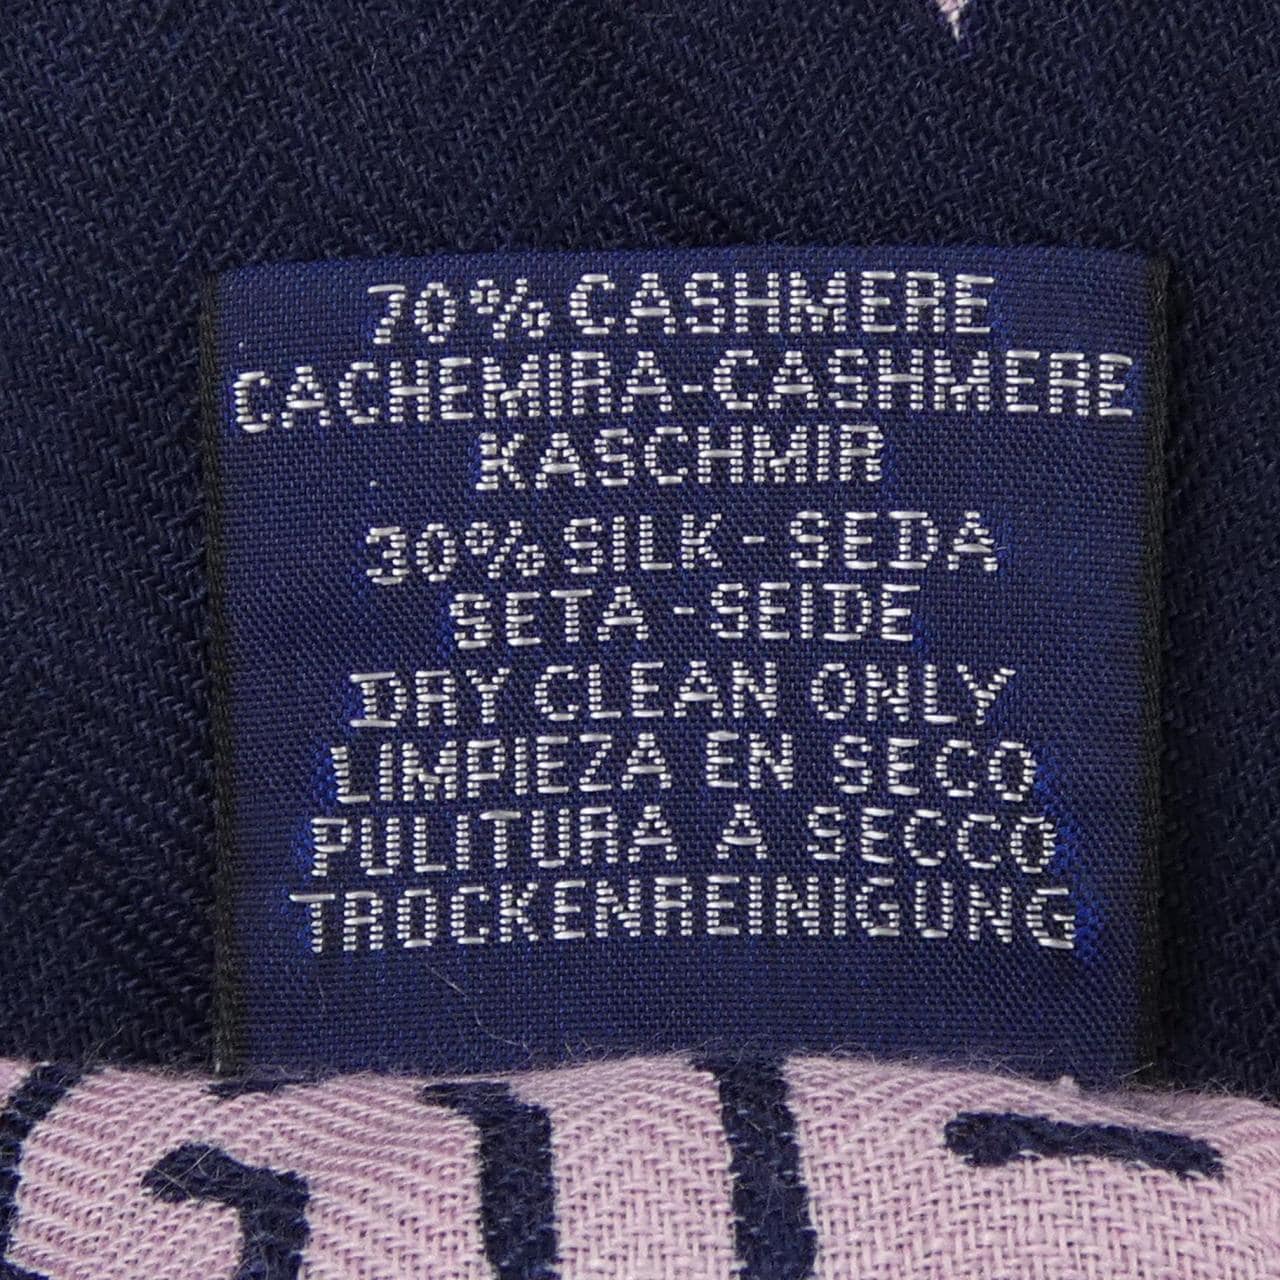 70% CASHMERE
CACHEMIRA-CASHMERE
KASCHMIR
30% SILK - SEDA
SETA - SEIDE
DRY CLEAN ONLY
LIMPIEZA EN SECO
PULITURA A SECCO
TROCKENREINIGUNG